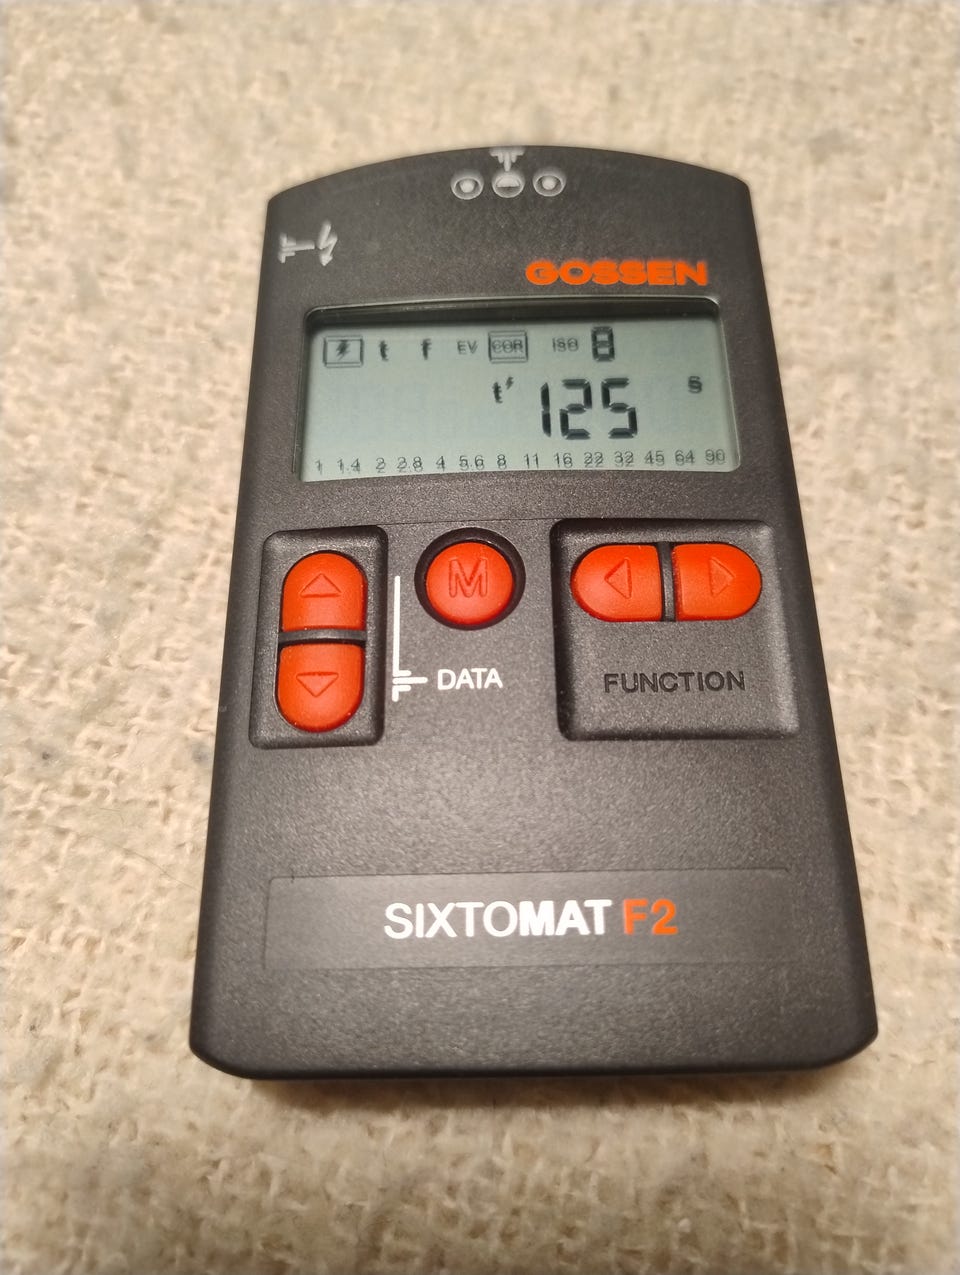 GOSSEN
t f EV COR ISO 8
t 125 s
1 1.4 2 2.8 4 5.6 8 11 16 22 32 45 64 90
M
DATA
FUNCTION
SIXTOMAT F2